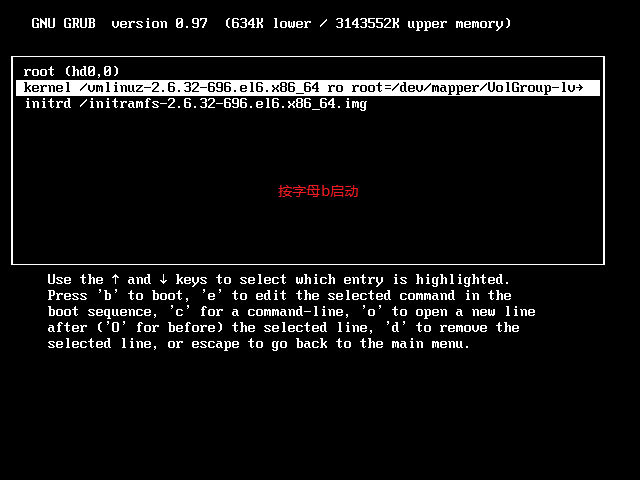 GNU GRUB  version 0.97  (634K lower / 3143552K upper memory)
root (hd0,0)
kernel /vmlinuz-2.6.32-696.el6.x86_64 ro root=/dev/mapper/VolGroup-lv→
initrd /initramfs-2.6.32-696.el6.x86_64.img
按字母b启动
Use the ↑ and ↓ keys to select which entry is highlighted.
Press 'b' to boot, 'e' to edit the selected command in the
boot sequence, 'c' for a command-line, 'o' to open a new line
after ('O' for before) the selected line, 'd' to remove the
selected line, or escape to go back to the main menu.